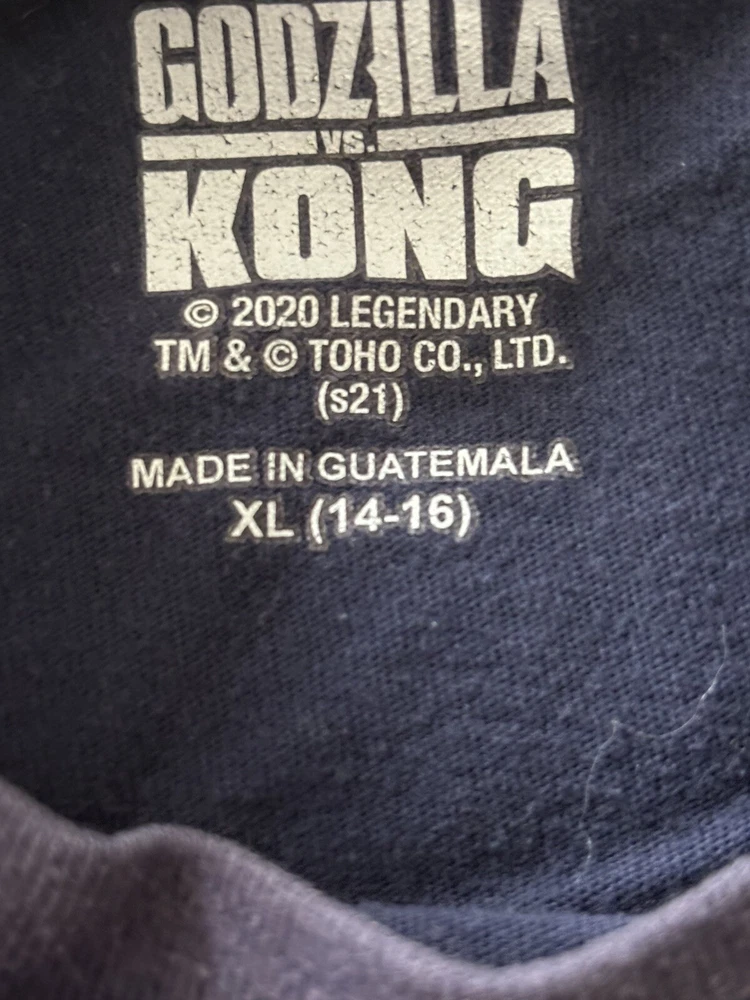 GODZILLA
VS.
KONG
© 2020 LEGENDARY
TM & © TOHO CO., LTD.
(s21)
MADE IN GUATEMALA
XL (14-16)